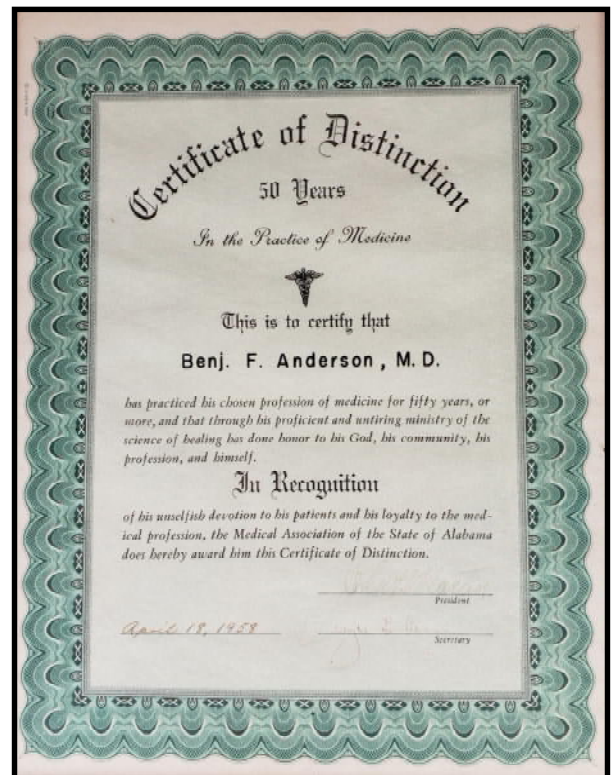 Certificate of Distinction
50 Years
In the Practice of Medicine
This is to certify that
Benj. F. Anderson, M.D.
has practiced his chosen profession of medicine for fifty years, or
more, and that through his proficient and untiring ministry of the
science of healing has done honor to his God, his community, his
profession, and himself.
In Recognition
of his unselfish devotion to his patients and his loyalty to the med-
ical profession, the Medical Association of the State of Alabama
does hereby award him this Certificate of Distinction.
President
April 18, 1958
Secretary